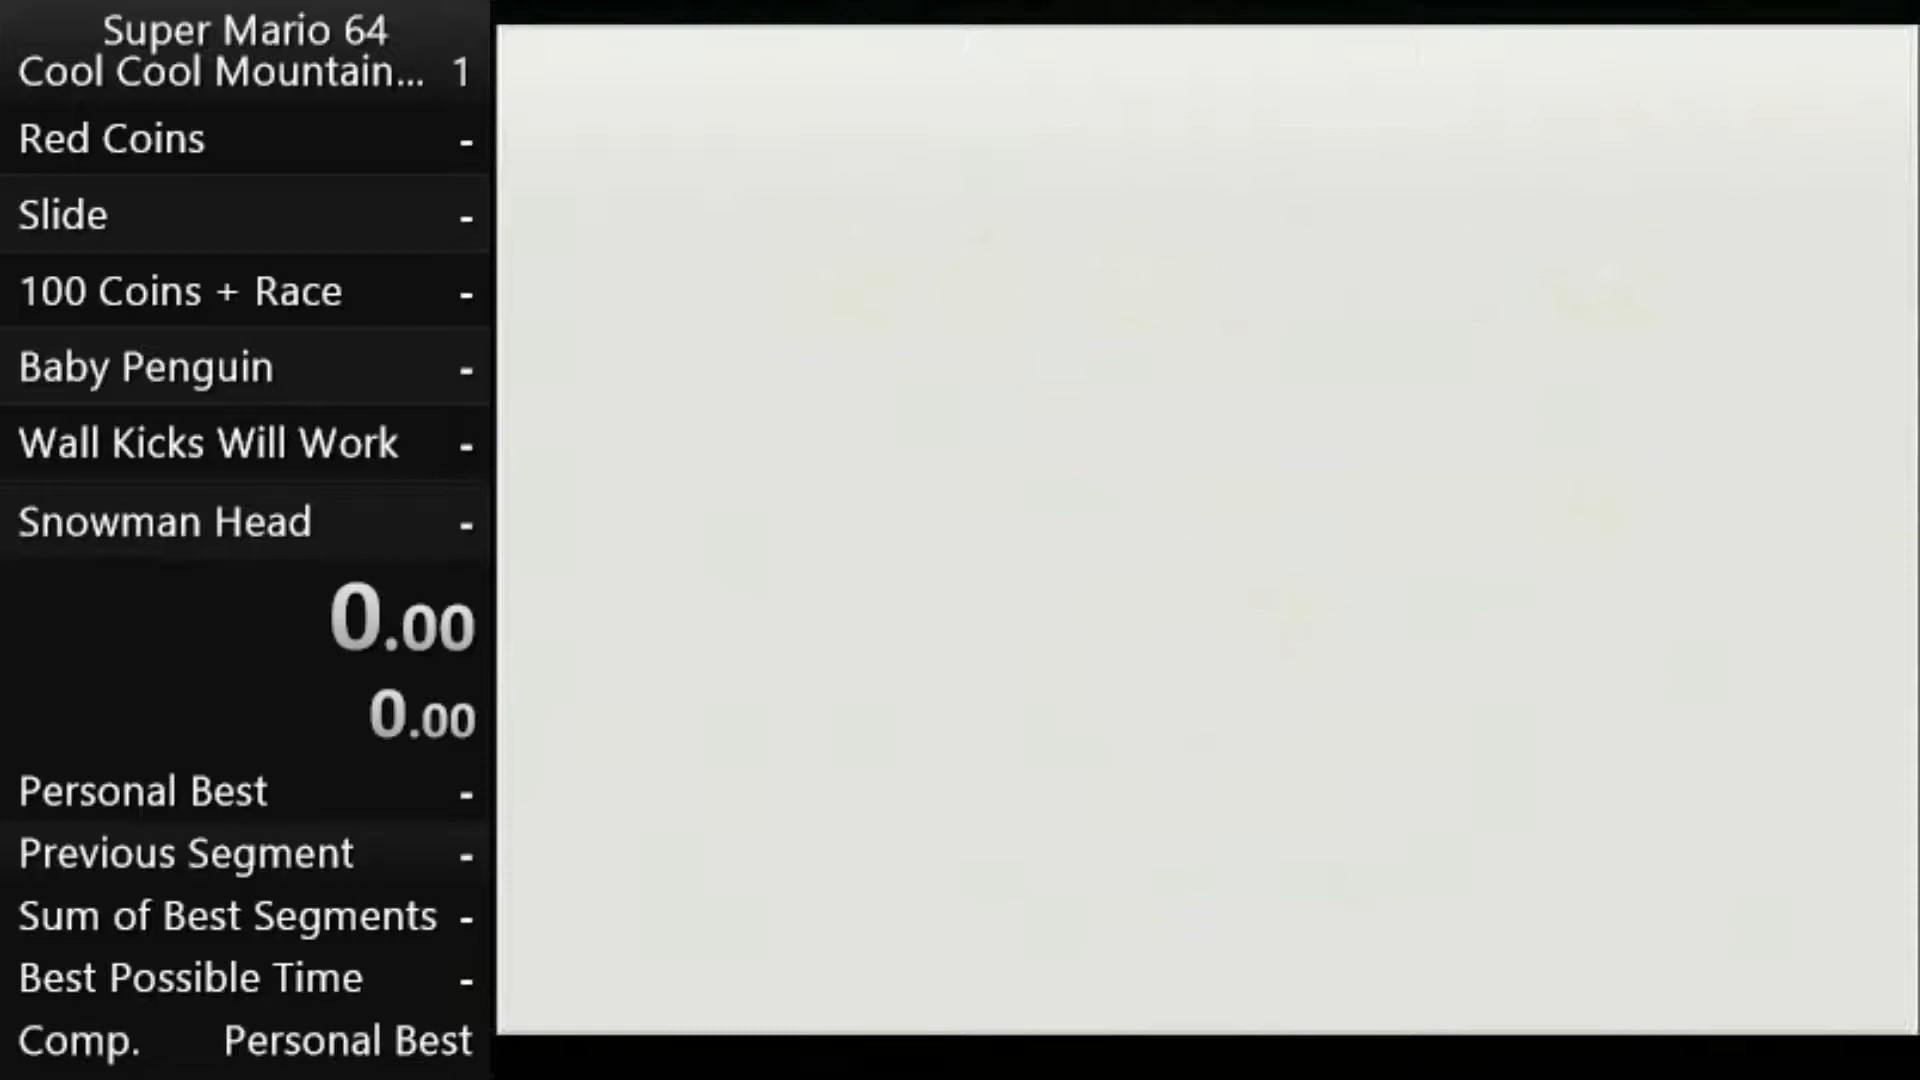 Super Mario 64
Cool Cool Mountain... 1
Red Coins -
Slide -
100 Coins + Race -
Baby Penguin -
Wall Kicks Will Work -
Snowman Head -
0.00
0.00
Personal Best -
Previous Segment -
Sum of Best Segments -
Best Possible Time -
Comp. Personal Best